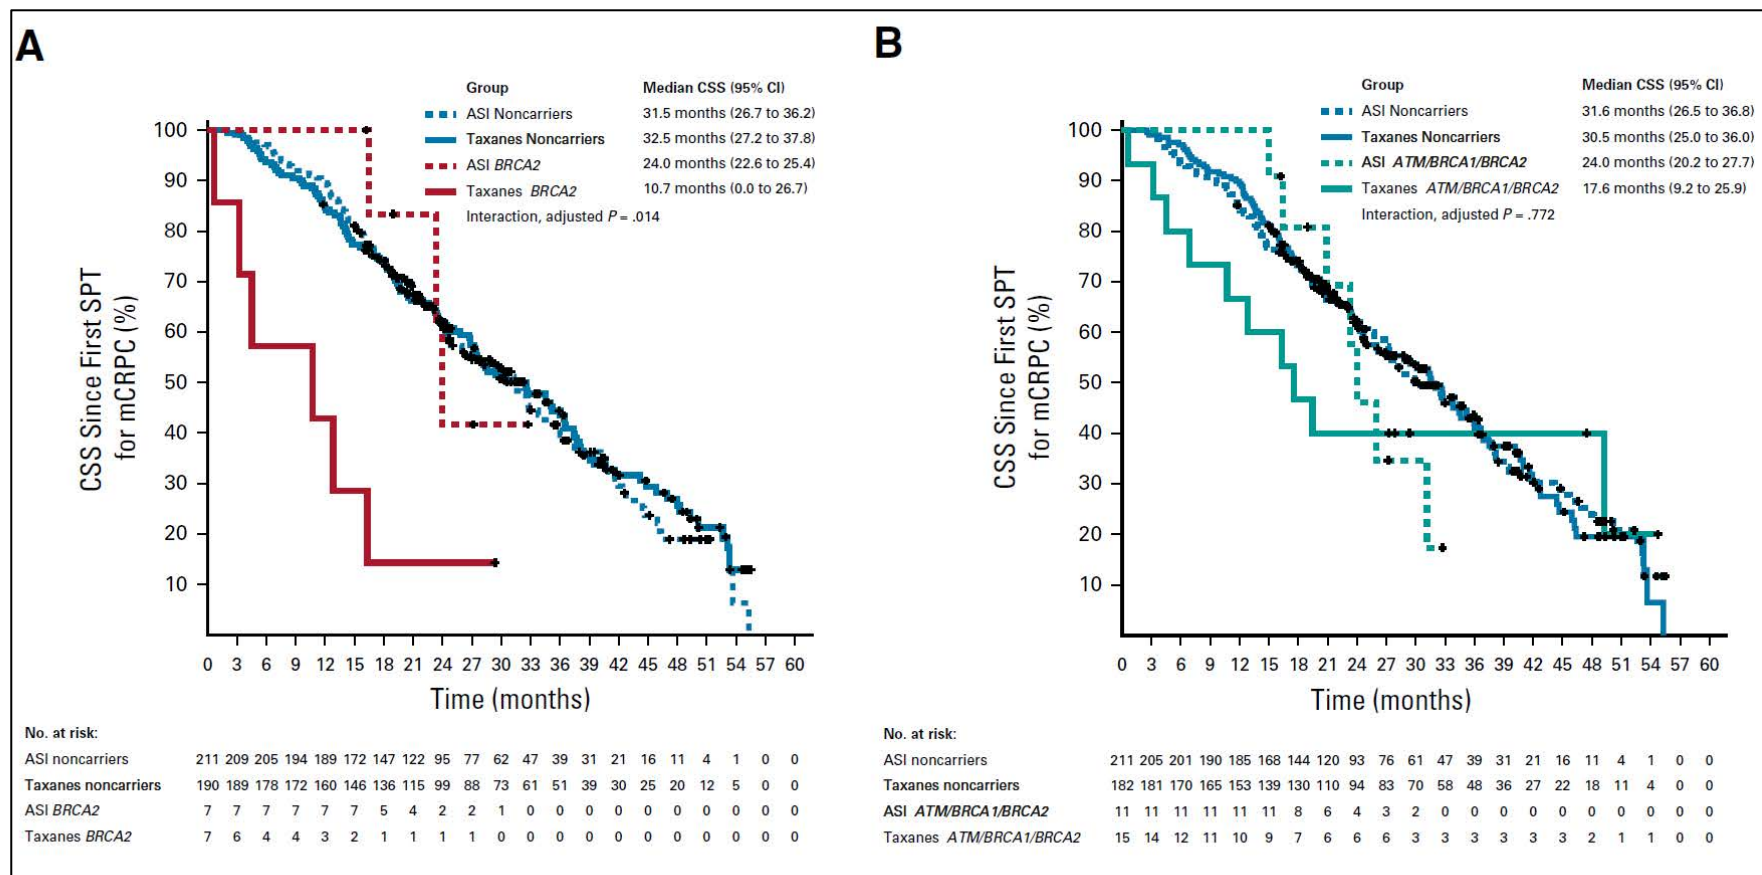 A
Group Median CSS (95% CI)
ASI Noncarriers 31.5 months (26.7 to 36.2)
Taxanes Noncarriers 32.5 months (27.2 to 37.8)
ASI BRCA2 24.0 months (22.6 to 25.4)
Taxanes BRCA2 10.7 months (0.0 to 26.7)
Interaction, adjusted P = .014
100
90
80
70
60
50
40
30
20
10
CSS Since First SPT
for mCRPC (%)
0 3 6 9 12 15 18 21 24 27 30 33 36 39 42 45 48 51 54 57 60
Time (months)
No. at risk:
ASI noncarriers 211 209 205 194 189 172 147 122 95 77 62 47 39 31 21 16 11 4 1 0 0
Taxanes noncarriers 190 189 178 172 160 146 136 115 99 88 73 61 51 39 30 25 20 12 5 0 0
ASI BRCA2 7 7 7 7 7 7 5 4 2 2 1 0 0 0 0 0 0 0 0 0 0
Taxanes BRCA2 7 6 4 4 3 2 1 1 1 1 0 0 0 0 0 0 0 0 0 0 0
B
Group Median CSS (95% CI)
ASI Noncarriers 31.6 months (26.5 to 36.8)
Taxanes Noncarriers 30.5 months (25.0 to 36.0)
ASI ATM/BRCA1/BRCA2 24.0 months (20.2 to 27.7)
Taxanes ATM/BRCA1/BRCA2 17.6 months (9.2 to 25.9)
Interaction, adjusted P = .772
100
90
80
70
60
50
40
30
20
10
CSS Since First SPT
for mCRPC (%)
0 3 6 9 12 15 18 21 24 27 30 33 36 39 42 45 48 51 54 57 60
Time (months)
No. at risk:
ASI noncarriers 211 205 201 190 185 168 144 120 93 76 61 47 39 31 21 16 11 4 1 0 0
Taxanes noncarriers 182 181 170 165 153 139 130 110 94 83 70 58 48 36 27 22 18 11 4 0 0
ASI ATM/BRCA1/BRCA2 11 11 11 11 11 11 8 6 4 3 2 0 0 0 0 0 0 0 0 0 0
Taxanes ATM/BRCA1/BRCA2 15 14 12 11 10 9 7 6 6 6 3 3 3 3 3 3 2 1 1 0 0